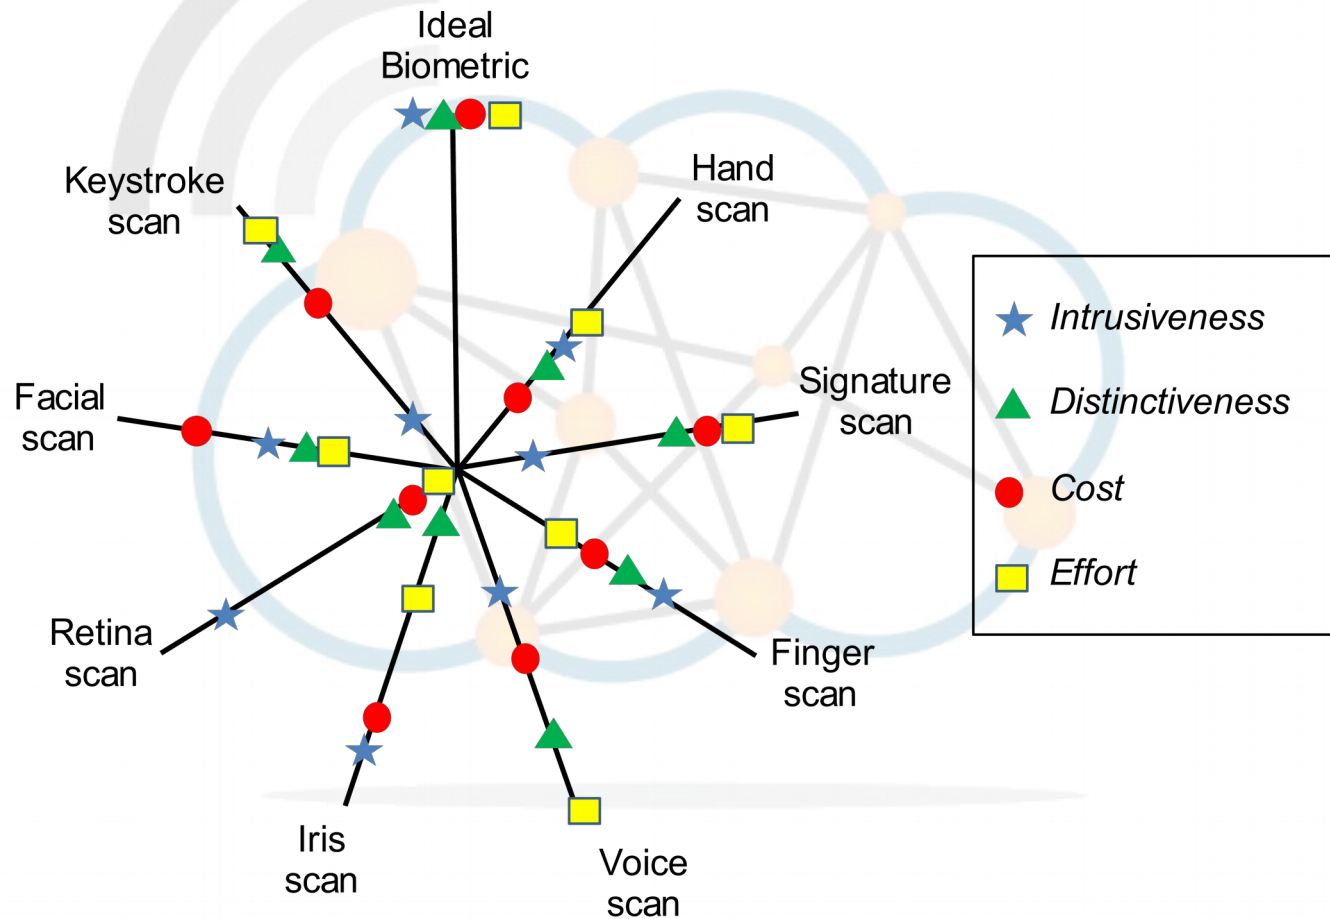 Ideal
Biometric
Keystroke
scan
Hand
scan
Facial
scan
Signature
scan
Intrusiveness
Distinctiveness
Cost
Effort
Retina
scan
Finger
scan
Iris
scan
Voice
scan